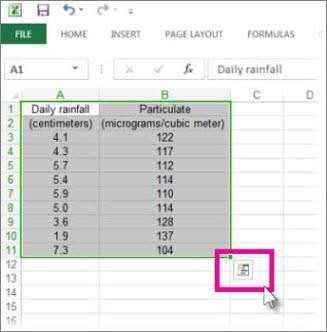 FILE HOME INSERT PAGE LAYOUT FORMULAS
A1 fx Daily rainfall
A B C D
1 Daily rainfall Particulate
2 (centimeters) (micrograms/cubic meter)
3 4.1 122
4 4.3 117
5 5.7 112
6 5.4 114
7 5.9 110
8 5.0 114
9 3.6 128
10 1.9 137
11 7.3 104
12
13
14
15
16